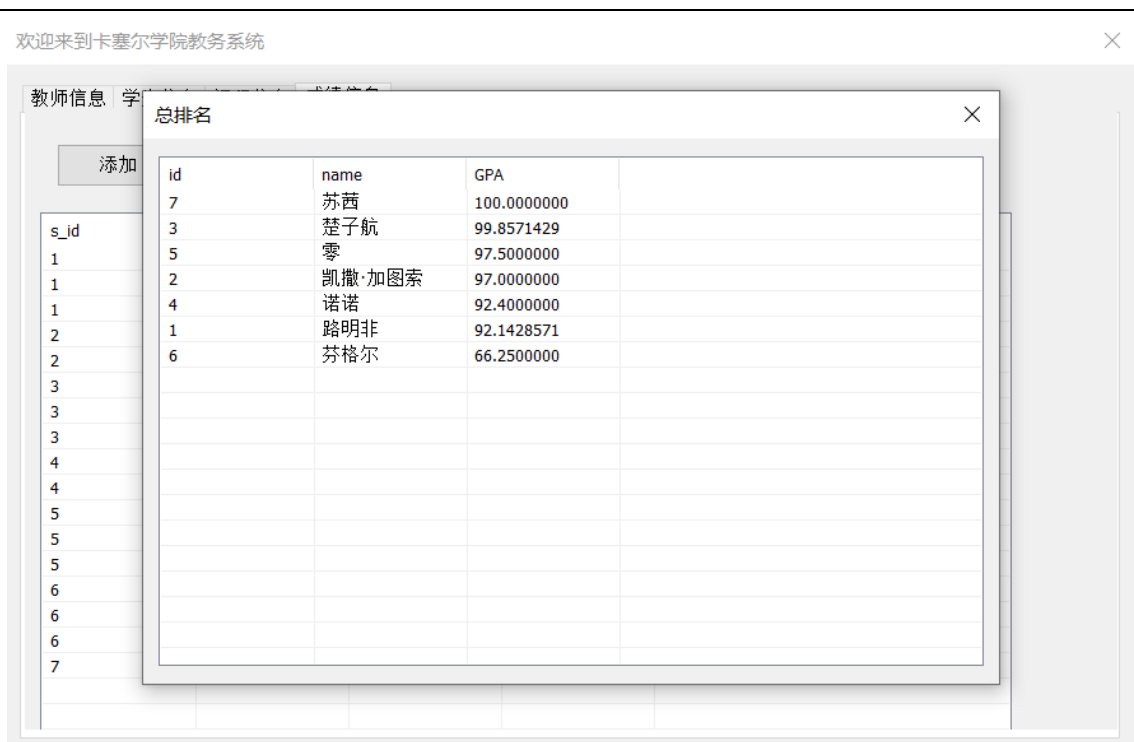 欢迎来到卡塞尔学院教务系统
教师信息 学
总排名
添加
id name GPA
7 苏茜 100.0000000
3 楚子航 99.8571429
5 零 97.5000000
2 凯撒·加图索 97.0000000
4 诺诺 92.4000000
1 路明非 92.1428571
6 芬格尔 66.2500000
s_id
1
1
1
2
2
3
3
3
4
4
5
5
5
6
6
6
7